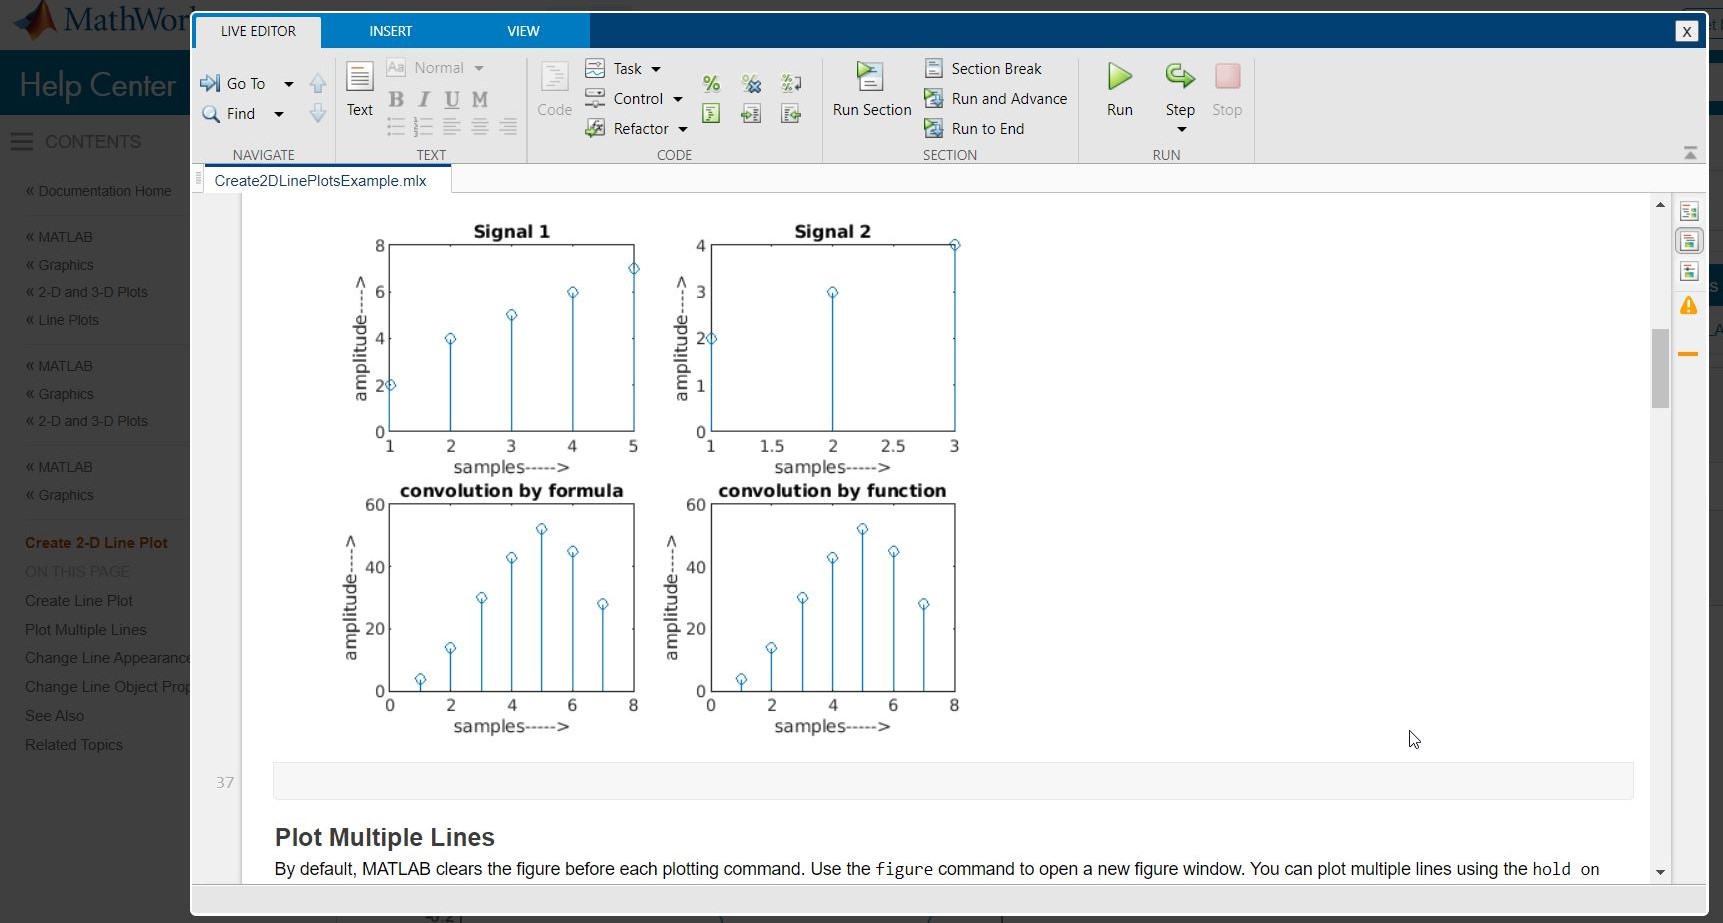 MathWor
LIVE EDITOR INSERT VIEW X
Help Center
Go To
Find
NAVIGATE
Text
Aa Normal
B I U M
TEXT
Code
Task
Control
Refactor
CODE
Run Section
Section Break
Run and Advance
Run to End
SECTION
Run Step Stop
RUN
CONTENTS
Create2DLinePlotsExample.mlx
« Documentation Home
« MATLAB
« Graphics
« 2-D and 3-D Plots
« Line Plots
« MATLAB
« Graphics
« 2-D and 3-D Plots
« MATLAB
« Graphics
Create 2-D Line Plot
ON THIS PAGE
Create Line Plot
Plot Multiple Lines
Change Line Appearance
Change Line Object Prop
See Also
Related Topics
Signal 1
amplitude---->
8
6
4
2
0
1 2 3 4 5
samples----->
Signal 2
amplitude---->
4
3
2
1
0
1 1.5 2 2.5 3
samples----->
convolution by formula
amplitude---->
60
40
20
0
0 2 4 6 8
samples----->
convolution by function
amplitude---->
60
40
20
0
0 2 4 6 8
samples----->
37
Plot Multiple Lines
By default, MATLAB clears the figure before each plotting command. Use the figure command to open a new figure window. You can plot multiple lines using the hold on